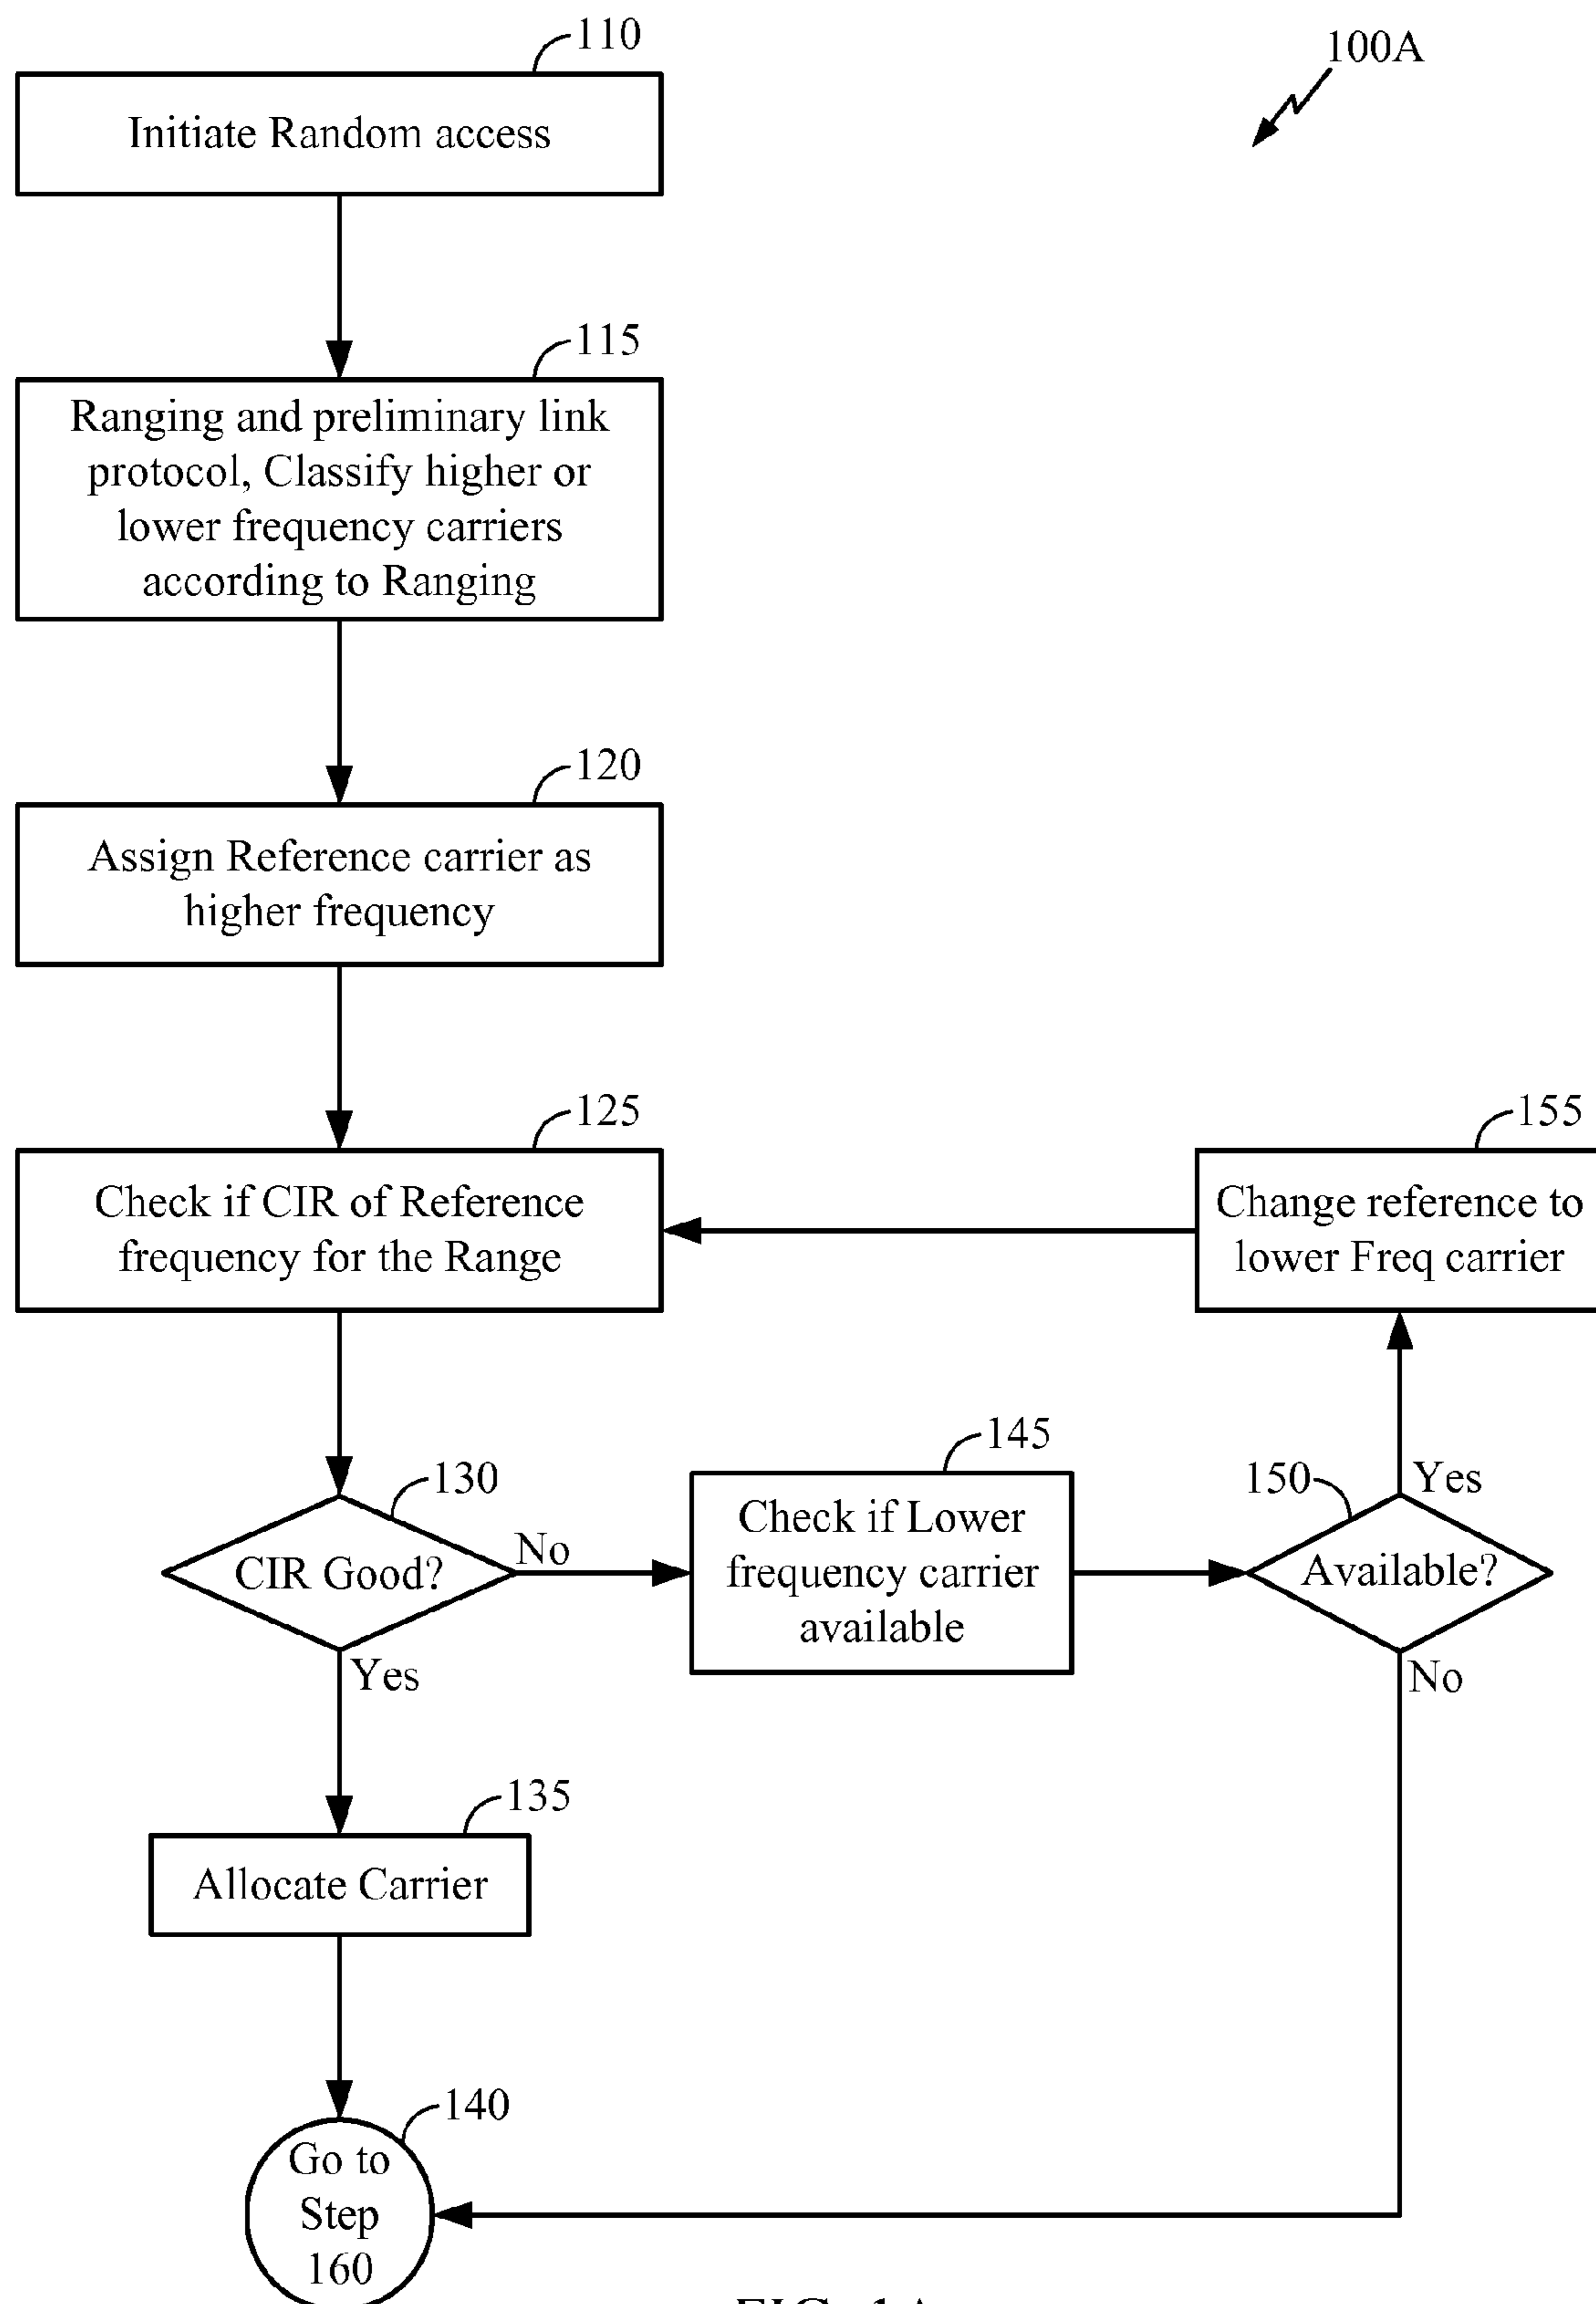 110
100A
Initiate Random access
115
Ranging and preliminary link
protocol, Classify higher or
lower frequency carriers
according to Ranging
120
Assign Reference carrier as
higher frequency
125
Check if CIR of Reference
frequency for the Range
155
Change reference to
lower Freq carrier
130
CIR Good?
No
Yes
145
Check if Lower
frequency carrier
available
150
Available?
Yes
No
135
Allocate Carrier
140
Go to
Step
160
FIG. 1A